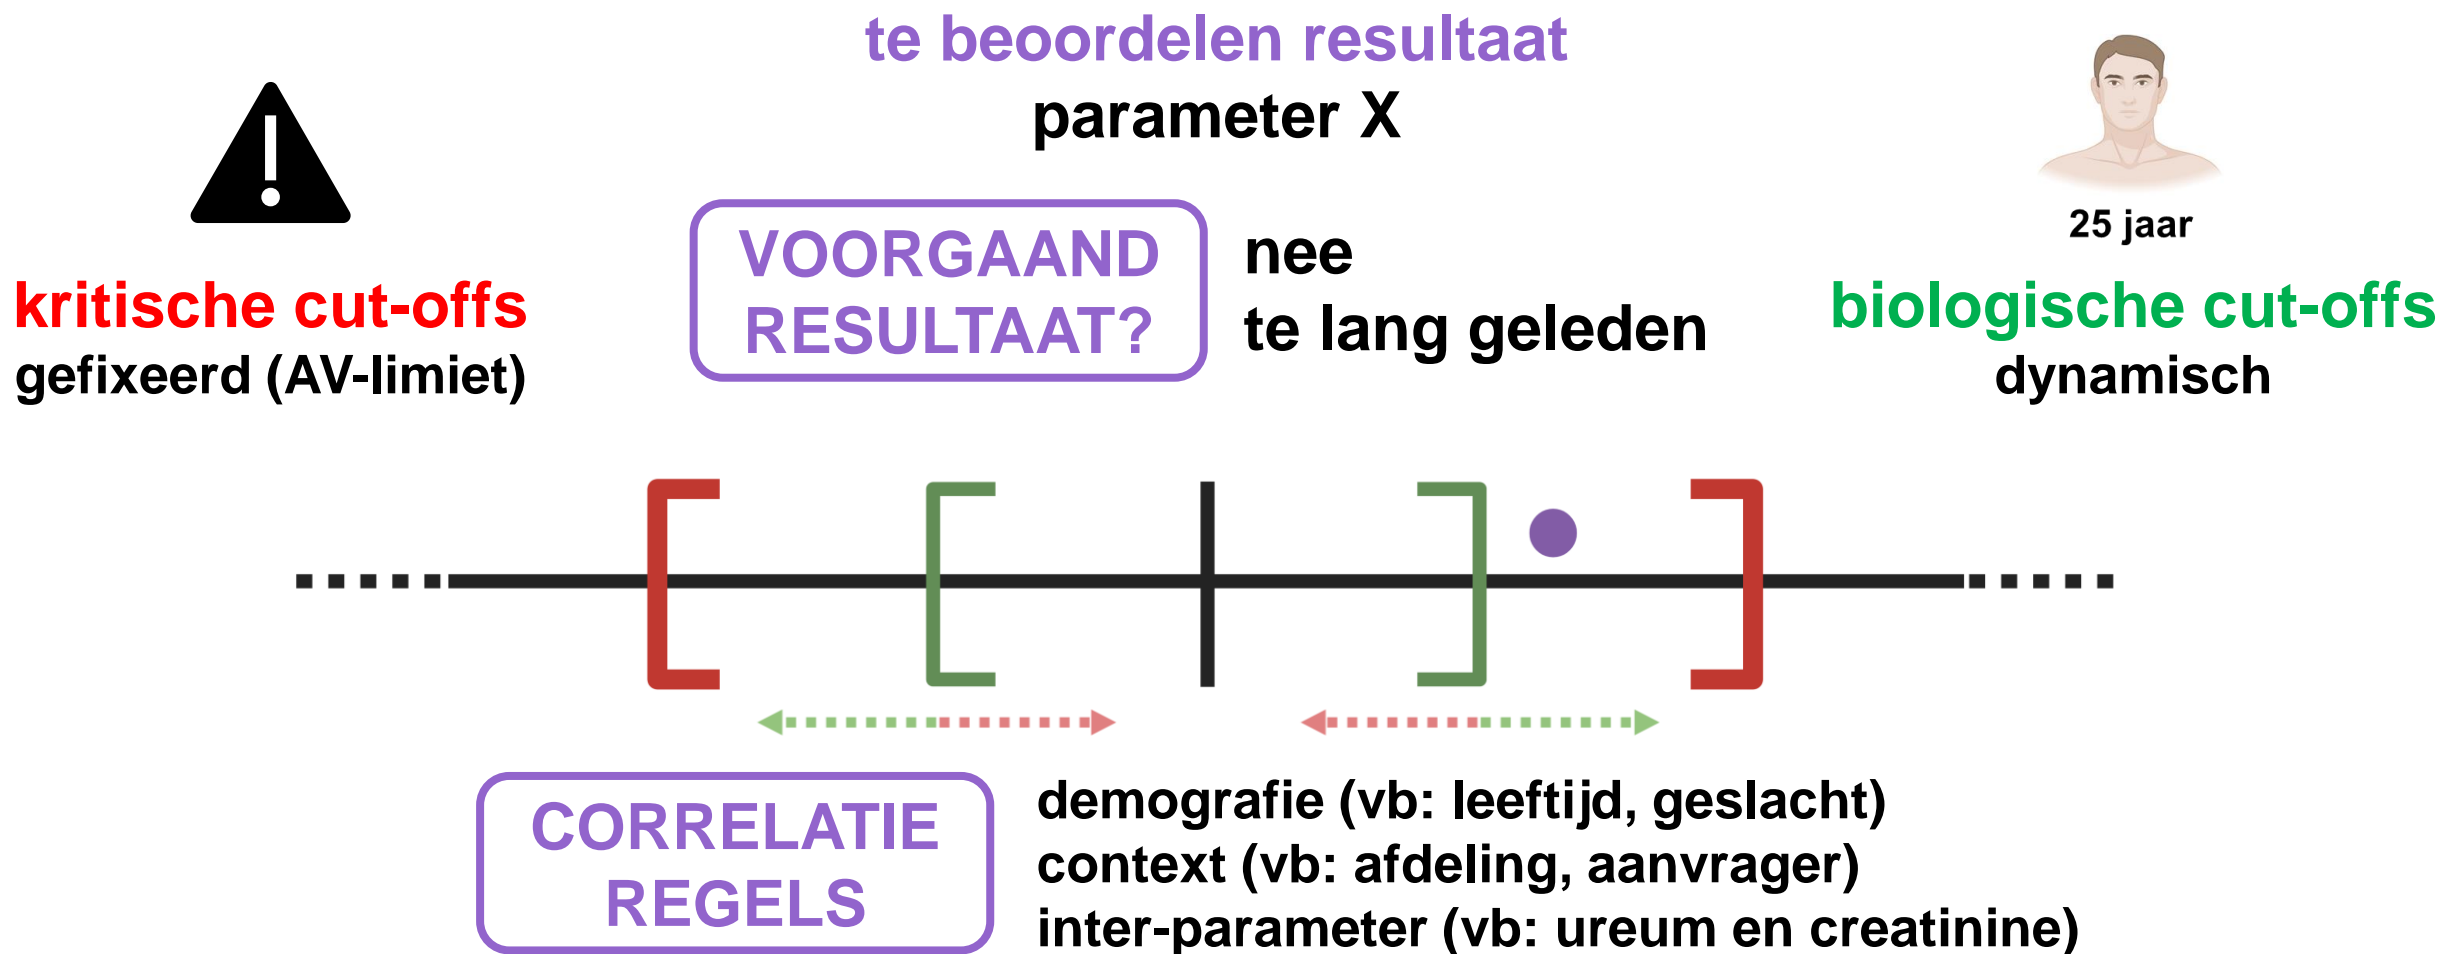 te beoordelen resultaat
parameter X
25 jaar
kritische cut-offs
gefixeerd (AV-limiet)
VOORGAAND
RESULTAAT?
nee
te lang geleden
biologische cut-offs
dynamisch
CORRELATIE
REGELS
demografie (vb: leeftijd, geslacht)
context (vb: afdeling, aanvrager)
inter-parameter (vb: ureum en creatinine)